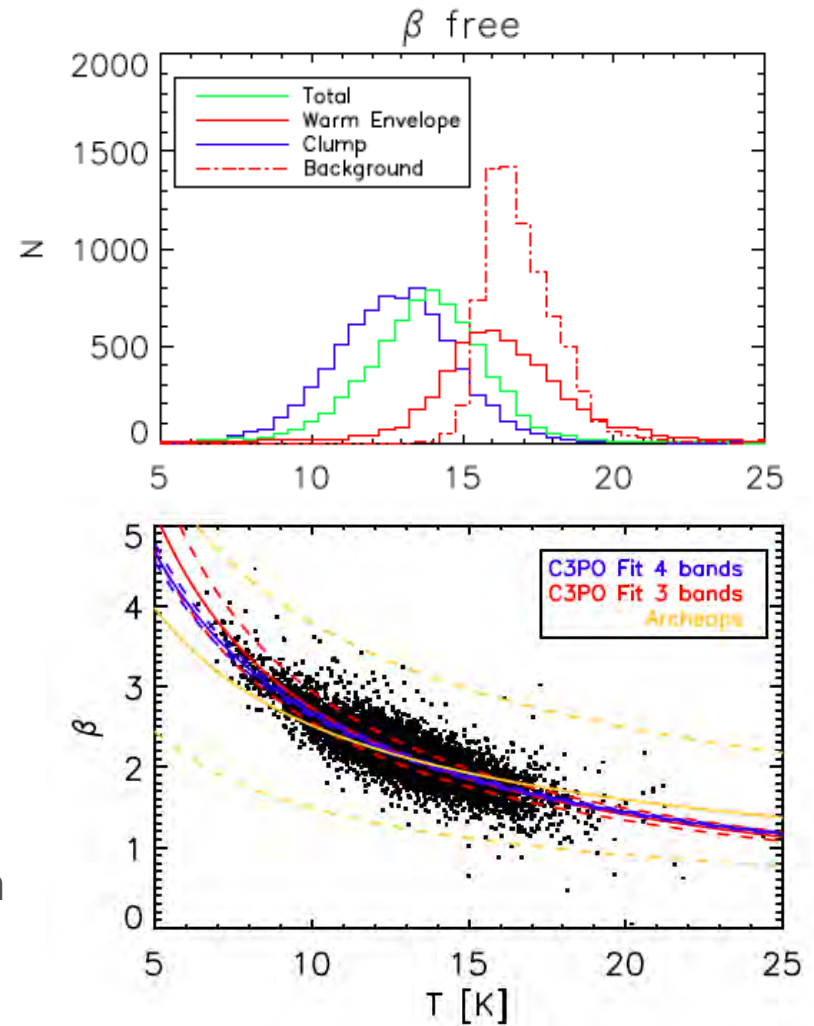 β free
2000
1500
1000
500
0
N
Total
Warm Envelope
Clump
Background
5 10 15 20 25
5
4
3
2
1
0
β
C3PO Fit 4 bands
C3PO Fit 3 bands
Archeops
5 10 15 20 25
T [K]